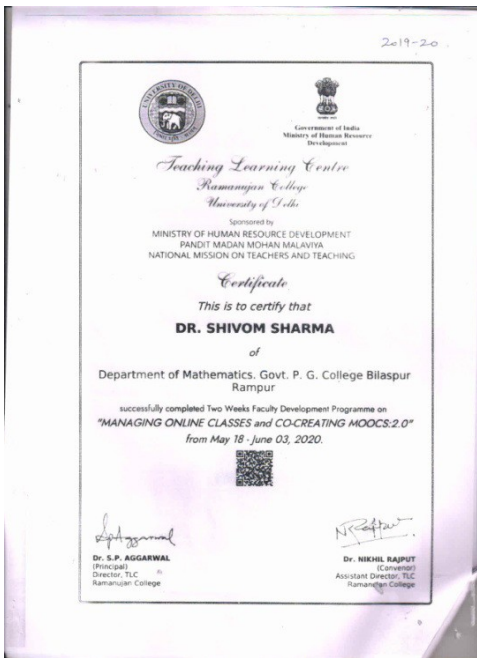 2019-20
UNIVERSITY OF DELHI
Government of India
Ministry of Human Resource
Development
Teaching Learning Centre
Ramanujan College
University of Delhi
Sponsored by
MINISTRY OF HUMAN RESOURCE DEVELOPMENT
PANDIT MADAN MOHAN MALAVIYA
NATIONAL MISSION ON TEACHERS AND TEACHING
Certificate
This is to certify that
DR. SHIVOM SHARMA
of
Department of Mathematics. Govt. P. G. College Bilaspur
Rampur
successfully completed Two Weeks Faculty Development Programme on
"MANAGING ONLINE CLASSES and CO-CREATING MOOCS:2.0"
from May 18 - June 03, 2020.
Dr. S.P. AGGARWAL
(Principal)
Director, TLC
Ramanujan College
Dr. NIKHIL RAJPUT
(Convenor)
Assistant Director, TLC
Ramanujan College